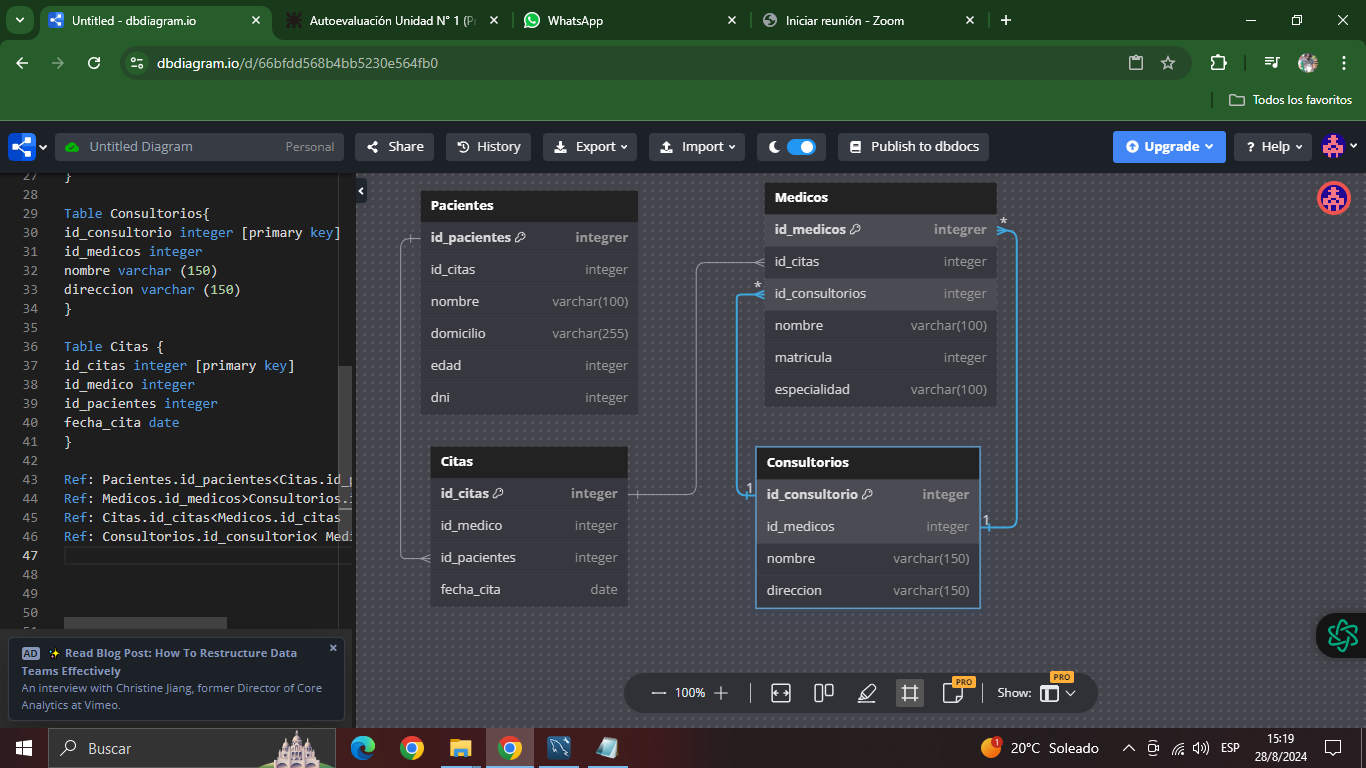 Untitled - dbdiagram.io
Autoevaluación Unidad N° 1 (Pr
WhatsApp
Iniciar reunión - Zoom
dbdiagram.io/d/66bfdd568b4bb5230e564fb0
Todos los favoritos
Untitled Diagram
Personal
Share
History
Export
Import
Publish to dbdocs
Upgrade
? Help
27 }
28
29 Table Consultorios{
30 id_consultorio integer [primary key]
31 id_medicos integer
32 nombre varchar (150)
33 direccion varchar (150)
34 }
35
36 Table Citas {
37 id_citas integer [primary key]
38 id_medico integer
39 id_pacientes integer
40 fecha_cita date
41 }
42
43 Ref: Pacientes.id_pacientes<Citas.id_p
44 Ref: Medicos.id_medicos>Consultorios.i
45 Ref: Citas.id_citas<Medicos.id_citas
46 Ref: Consultorios.id_consultorio< Medi
47
48
49
50
51
AD ✨ Read Blog Post: How To Restructure Data
Teams Effectively
An interview with Christine Jiang, former Director of Core
Analytics at Vimeo.
Pacientes
id_pacientes integrer
id_citas integer
nombre varchar(100)
domicilio varchar(255)
edad integer
dni integer
Medicos
id_medicos integrer
*
id_citas integer
*
id_consultorios integer
nombre varchar(100)
matricula integer
especialidad varchar(100)
Citas
id_citas integer
id_medico integer
id_pacientes integer
fecha_cita date
Consultorios
1
id_consultorio integer
id_medicos integer
1
nombre varchar(150)
direccion varchar(150)
100%
PRO
Show:
PRO
Buscar
1
20°C Soleado
ESP
15:19
28/8/2024